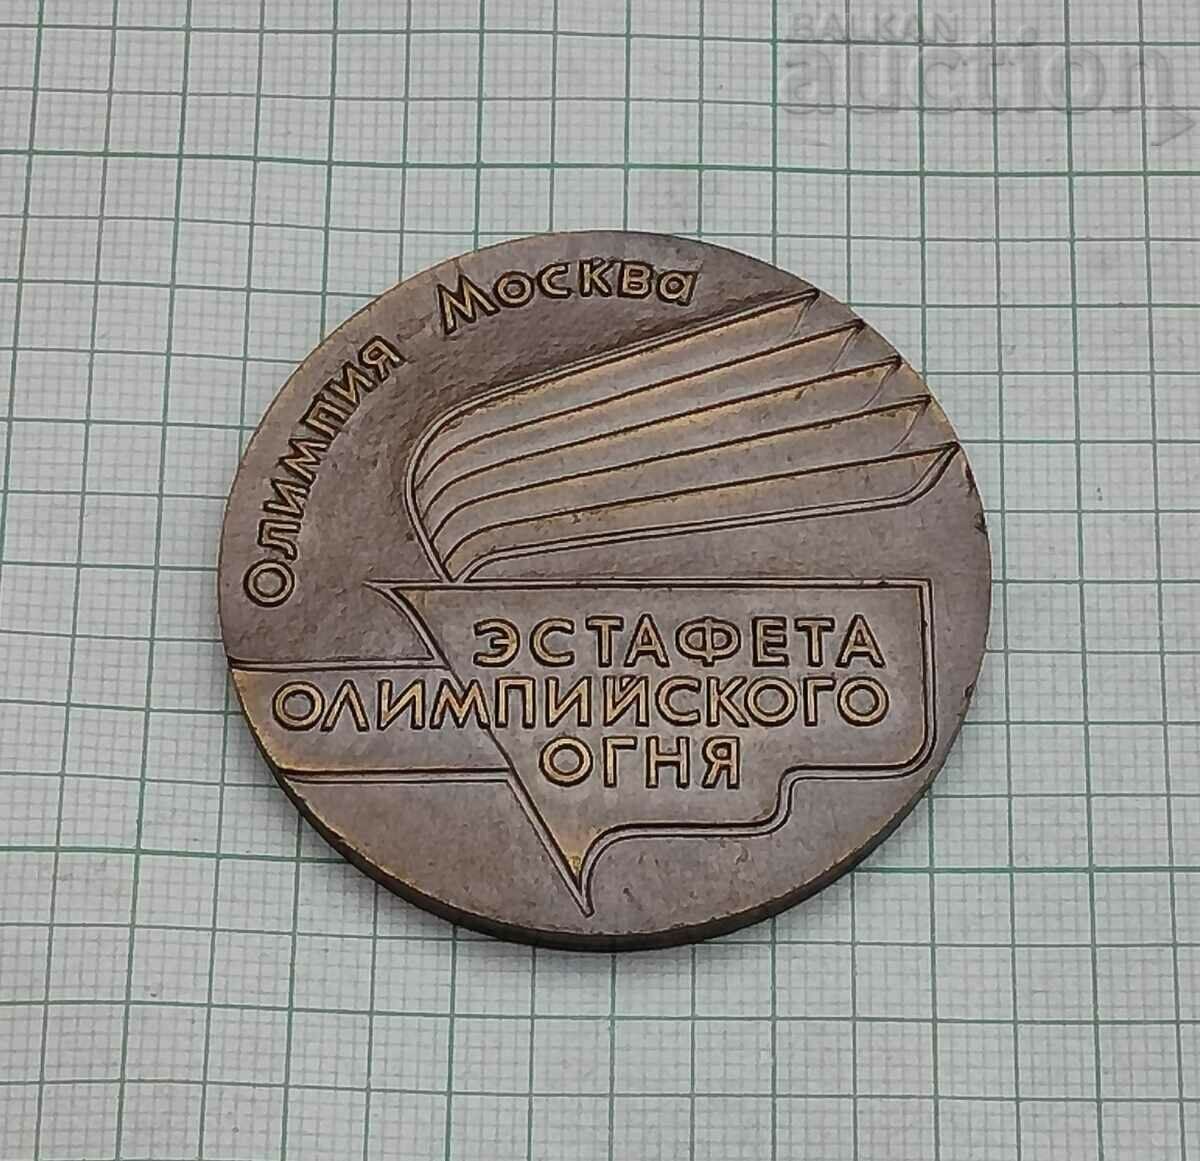 BALKAN
auction
ОЛИМПИЯ МОСКВа
ЭСТАФЕТА
ОЛИМПИЙСКОГО
ОГНЯ